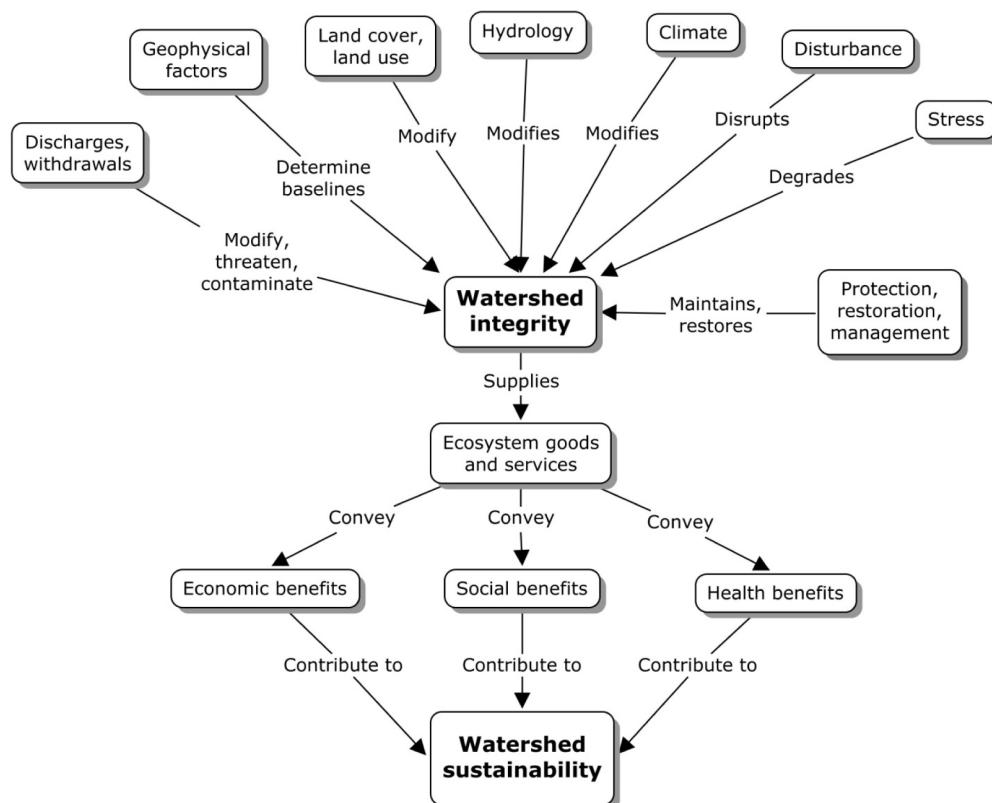 Hydrology
Climate
Land cover,
land use
Disturbance
Geophysical
factors
Stress
Discharges,
withdrawals
Modify
Modifies
Modifies
Disrupts
Determine
baselines
Degrades
Modify,
threaten,
contaminate
Watershed
integrity
Maintains,
restores
Protection,
restoration,
management
Supplies
Ecosystem goods
and services
Convey
Convey
Convey
Economic benefits
Social benefits
Health benefits
Contribute to
Contribute to
Contribute to
Watershed
sustainability